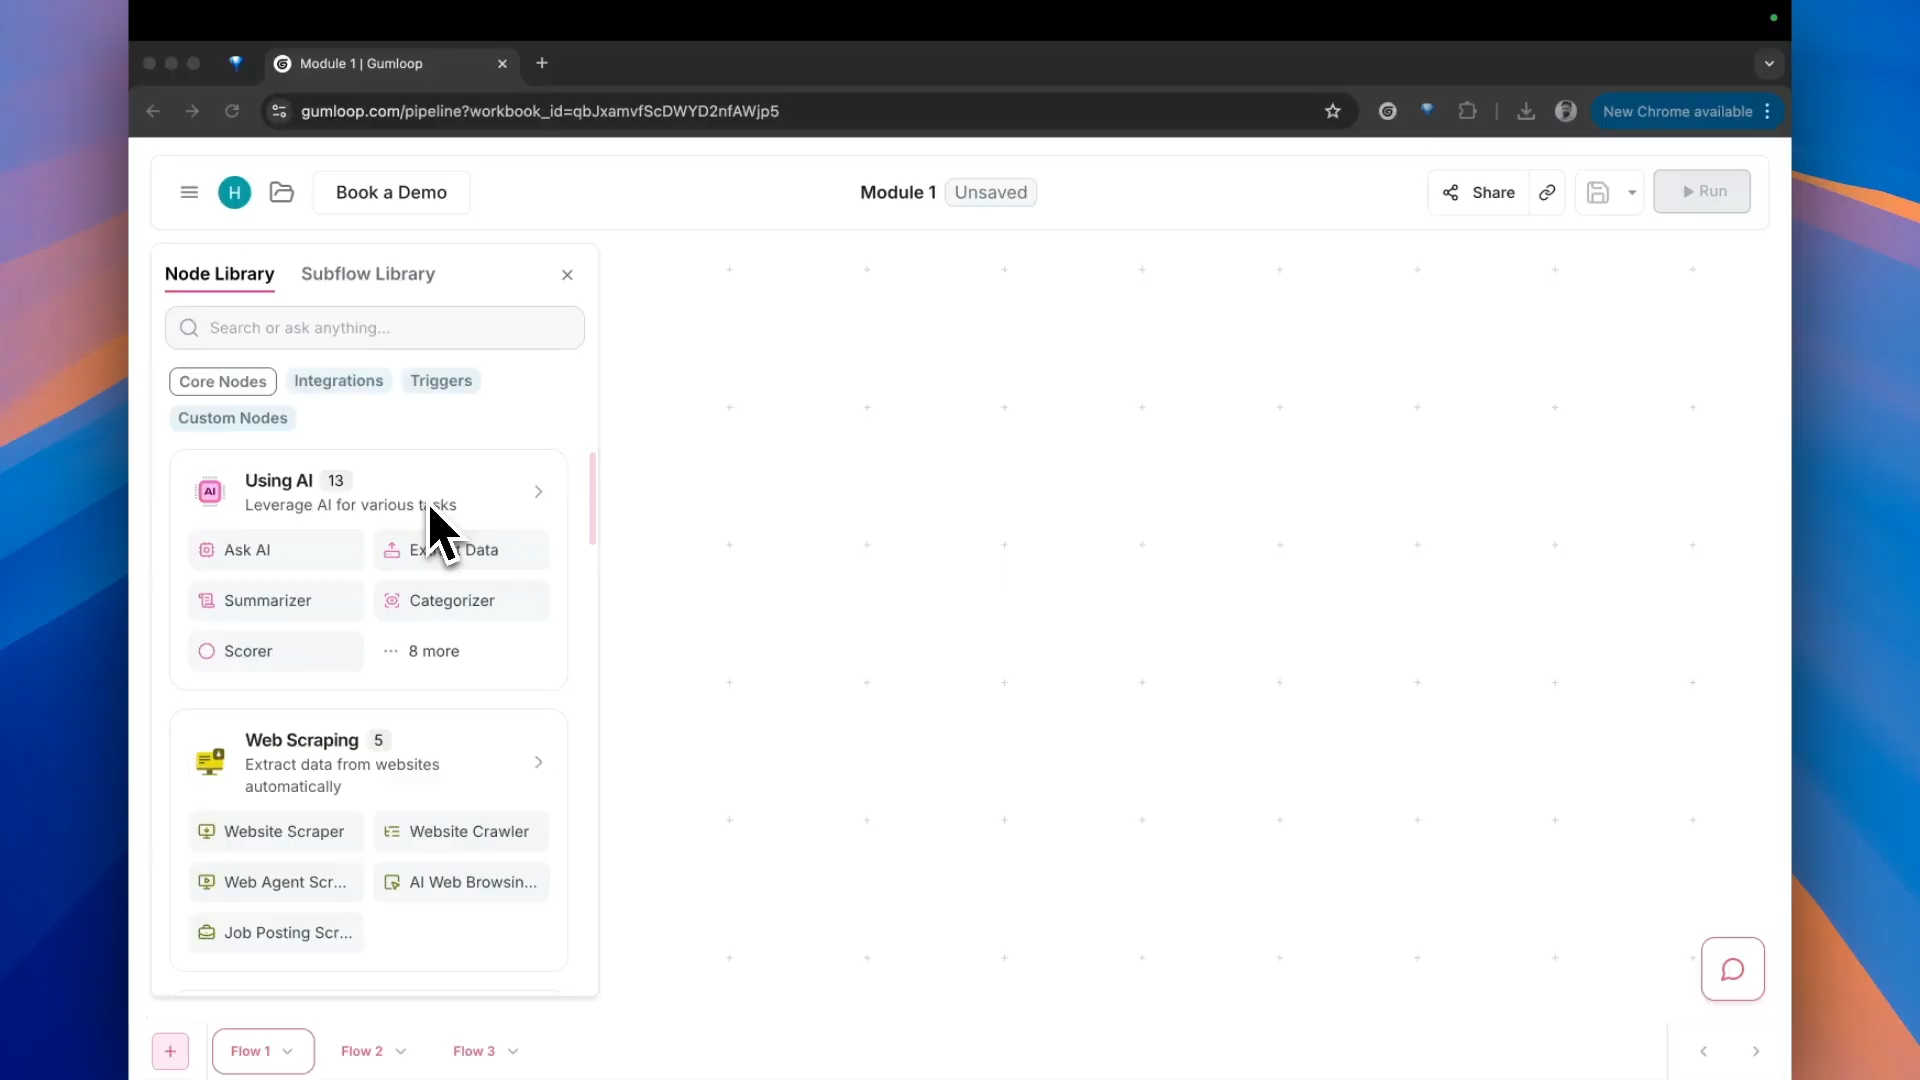 Module 1 | Gumloop
gumloop.com/pipeline?workbook_id=qbJxamvfScDWYD2nfAWjp5
New Chrome available
H
Book a Demo
Module 1
Unsaved
Share
Run
Node Library
Subflow Library
Search or ask anything...
Core Nodes
Integrations
Triggers
Custom Nodes
AI
Using AI 13
Leverage AI for various tasks
Ask AI
Extract Data
Summarizer
Categorizer
Scorer
8 more
Web Scraping 5
Extract data from websites
automatically
Website Scraper
Website Crawler
Web Agent Scr...
AI Web Browsin...
Job Posting Scr...
Flow 1
Flow 2
Flow 3